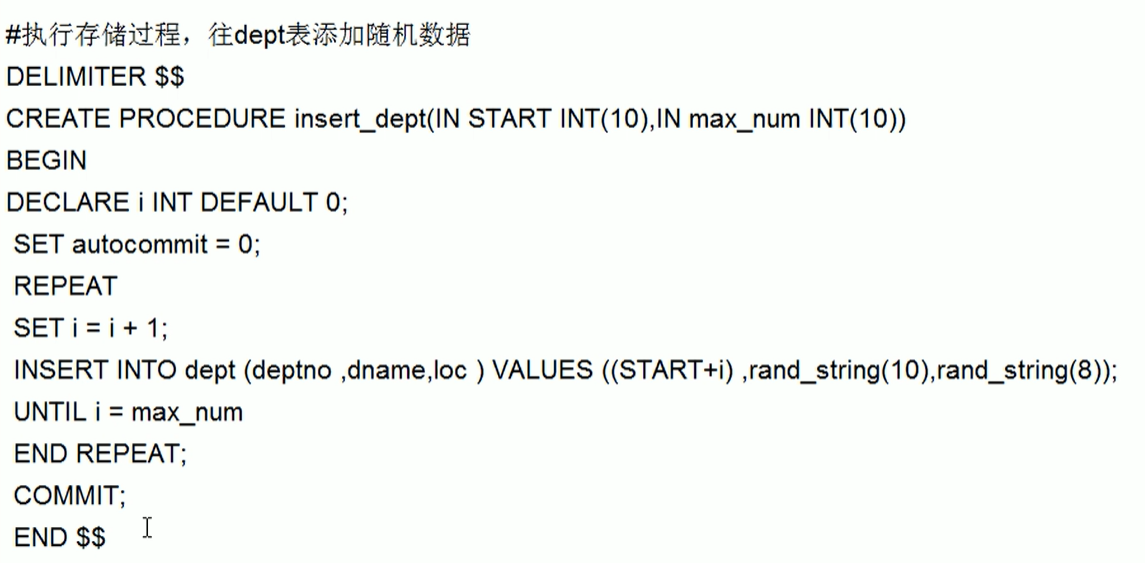 #执行存储过程，往dept表添加随机数据
DELIMITER $$
CREATE PROCEDURE insert_dept(IN START INT(10),IN max_num INT(10))
BEGIN
DECLARE i INT DEFAULT 0;
SET autocommit = 0;
REPEAT
SET i = i + 1;
INSERT INTO dept (deptno ,dname,loc ) VALUES ((START+i) ,rand_string(10),rand_string(8));
UNTIL i = max_num
END REPEAT;
COMMIT;
END $$